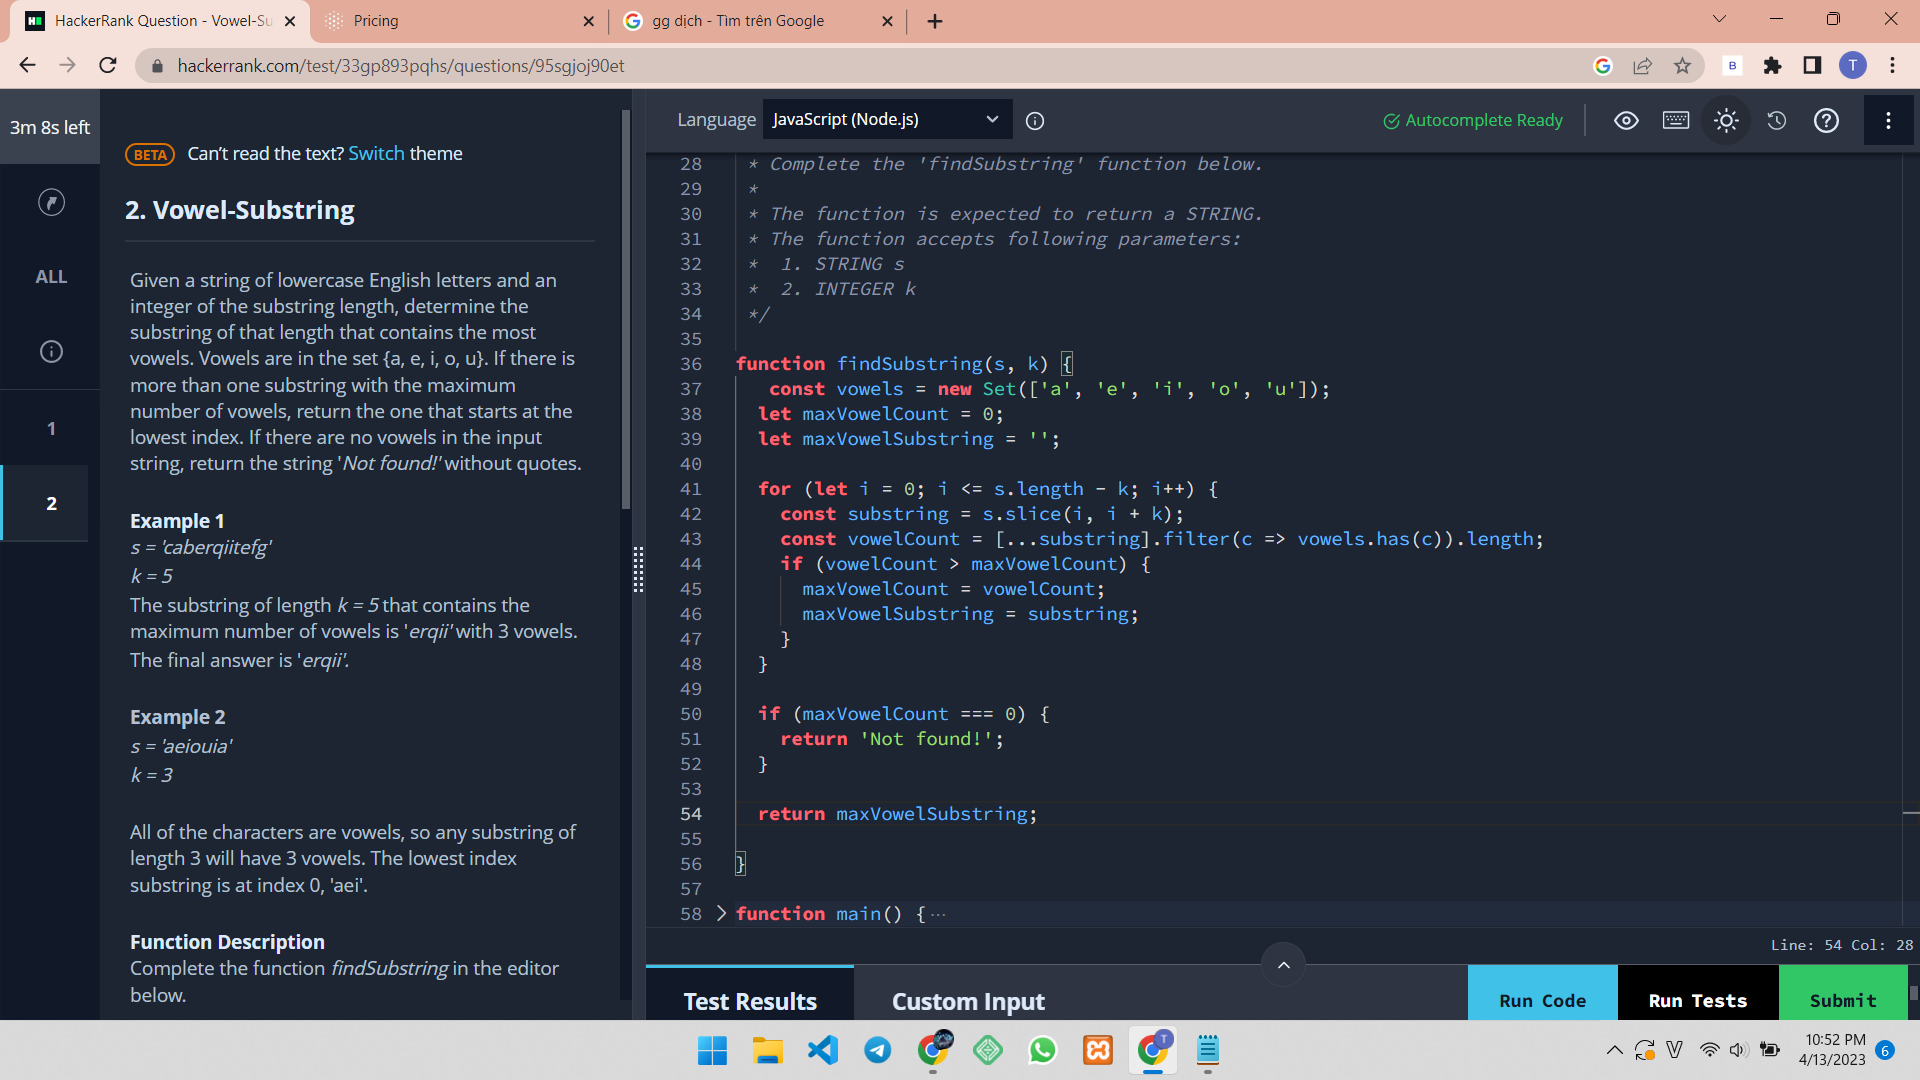 HackerRank Question - Vowel-Su
Pricing
gg dịch - Tìm trên Google
hackerrank.com/test/33gp893pqhs/questions/95sgjoj90et
B
T
3m 8s left
ALL
1
2
BETA Can't read the text? Switch theme
2. Vowel-Substring
Given a string of lowercase English letters and an
integer of the substring length, determine the
substring of that length that contains the most
vowels. Vowels are in the set {a, e, i, o, u}. If there is
more than one substring with the maximum
number of vowels, return the one that starts at the
lowest index. If there are no vowels in the input
string, return the string 'Not found!' without quotes.
Example 1
s = 'caberqiitefg'
k = 5
The substring of length k = 5 that contains the
maximum number of vowels is 'erqii' with 3 vowels.
The final answer is 'erqii'.
Example 2
s = 'aeiouia'
k = 3
All of the characters are vowels, so any substring of
length 3 will have 3 vowels. The lowest index
substring is at index 0, 'aei'.
Function Description
Complete the function findSubstring in the editor
below.
Language JavaScript (Node.js)
Autocomplete Ready
28 * Complete the 'findSubstring' function below.
29 *
30 * The function is expected to return a STRING.
31 * The function accepts following parameters:
32 * 1. STRING s
33 * 2. INTEGER k
34 */
35
36 function findSubstring(s, k) {
37 const vowels = new Set(['a', 'e', 'i', 'o', 'u']);
38 let maxVowelCount = 0;
39 let maxVowelSubstring = '';
40
41 for (let i = 0; i <= s.length - k; i++) {
42 const substring = s.slice(i, i + k);
43 const vowelCount = [...substring].filter(c => vowels.has(c)).length;
44 if (vowelCount > maxVowelCount) {
45 maxVowelCount = vowelCount;
46 maxVowelSubstring = substring;
47 }
48 }
49
50 if (maxVowelCount === 0) {
51 return 'Not found!';
52 }
53
54 return maxVowelSubstring;
55
56 }
57
58 function main() {···
Line: 54 Col: 28
Test Results
Custom Input
Run Code
Run Tests
Submit
T
V
10:52 PM
4/13/2023
6